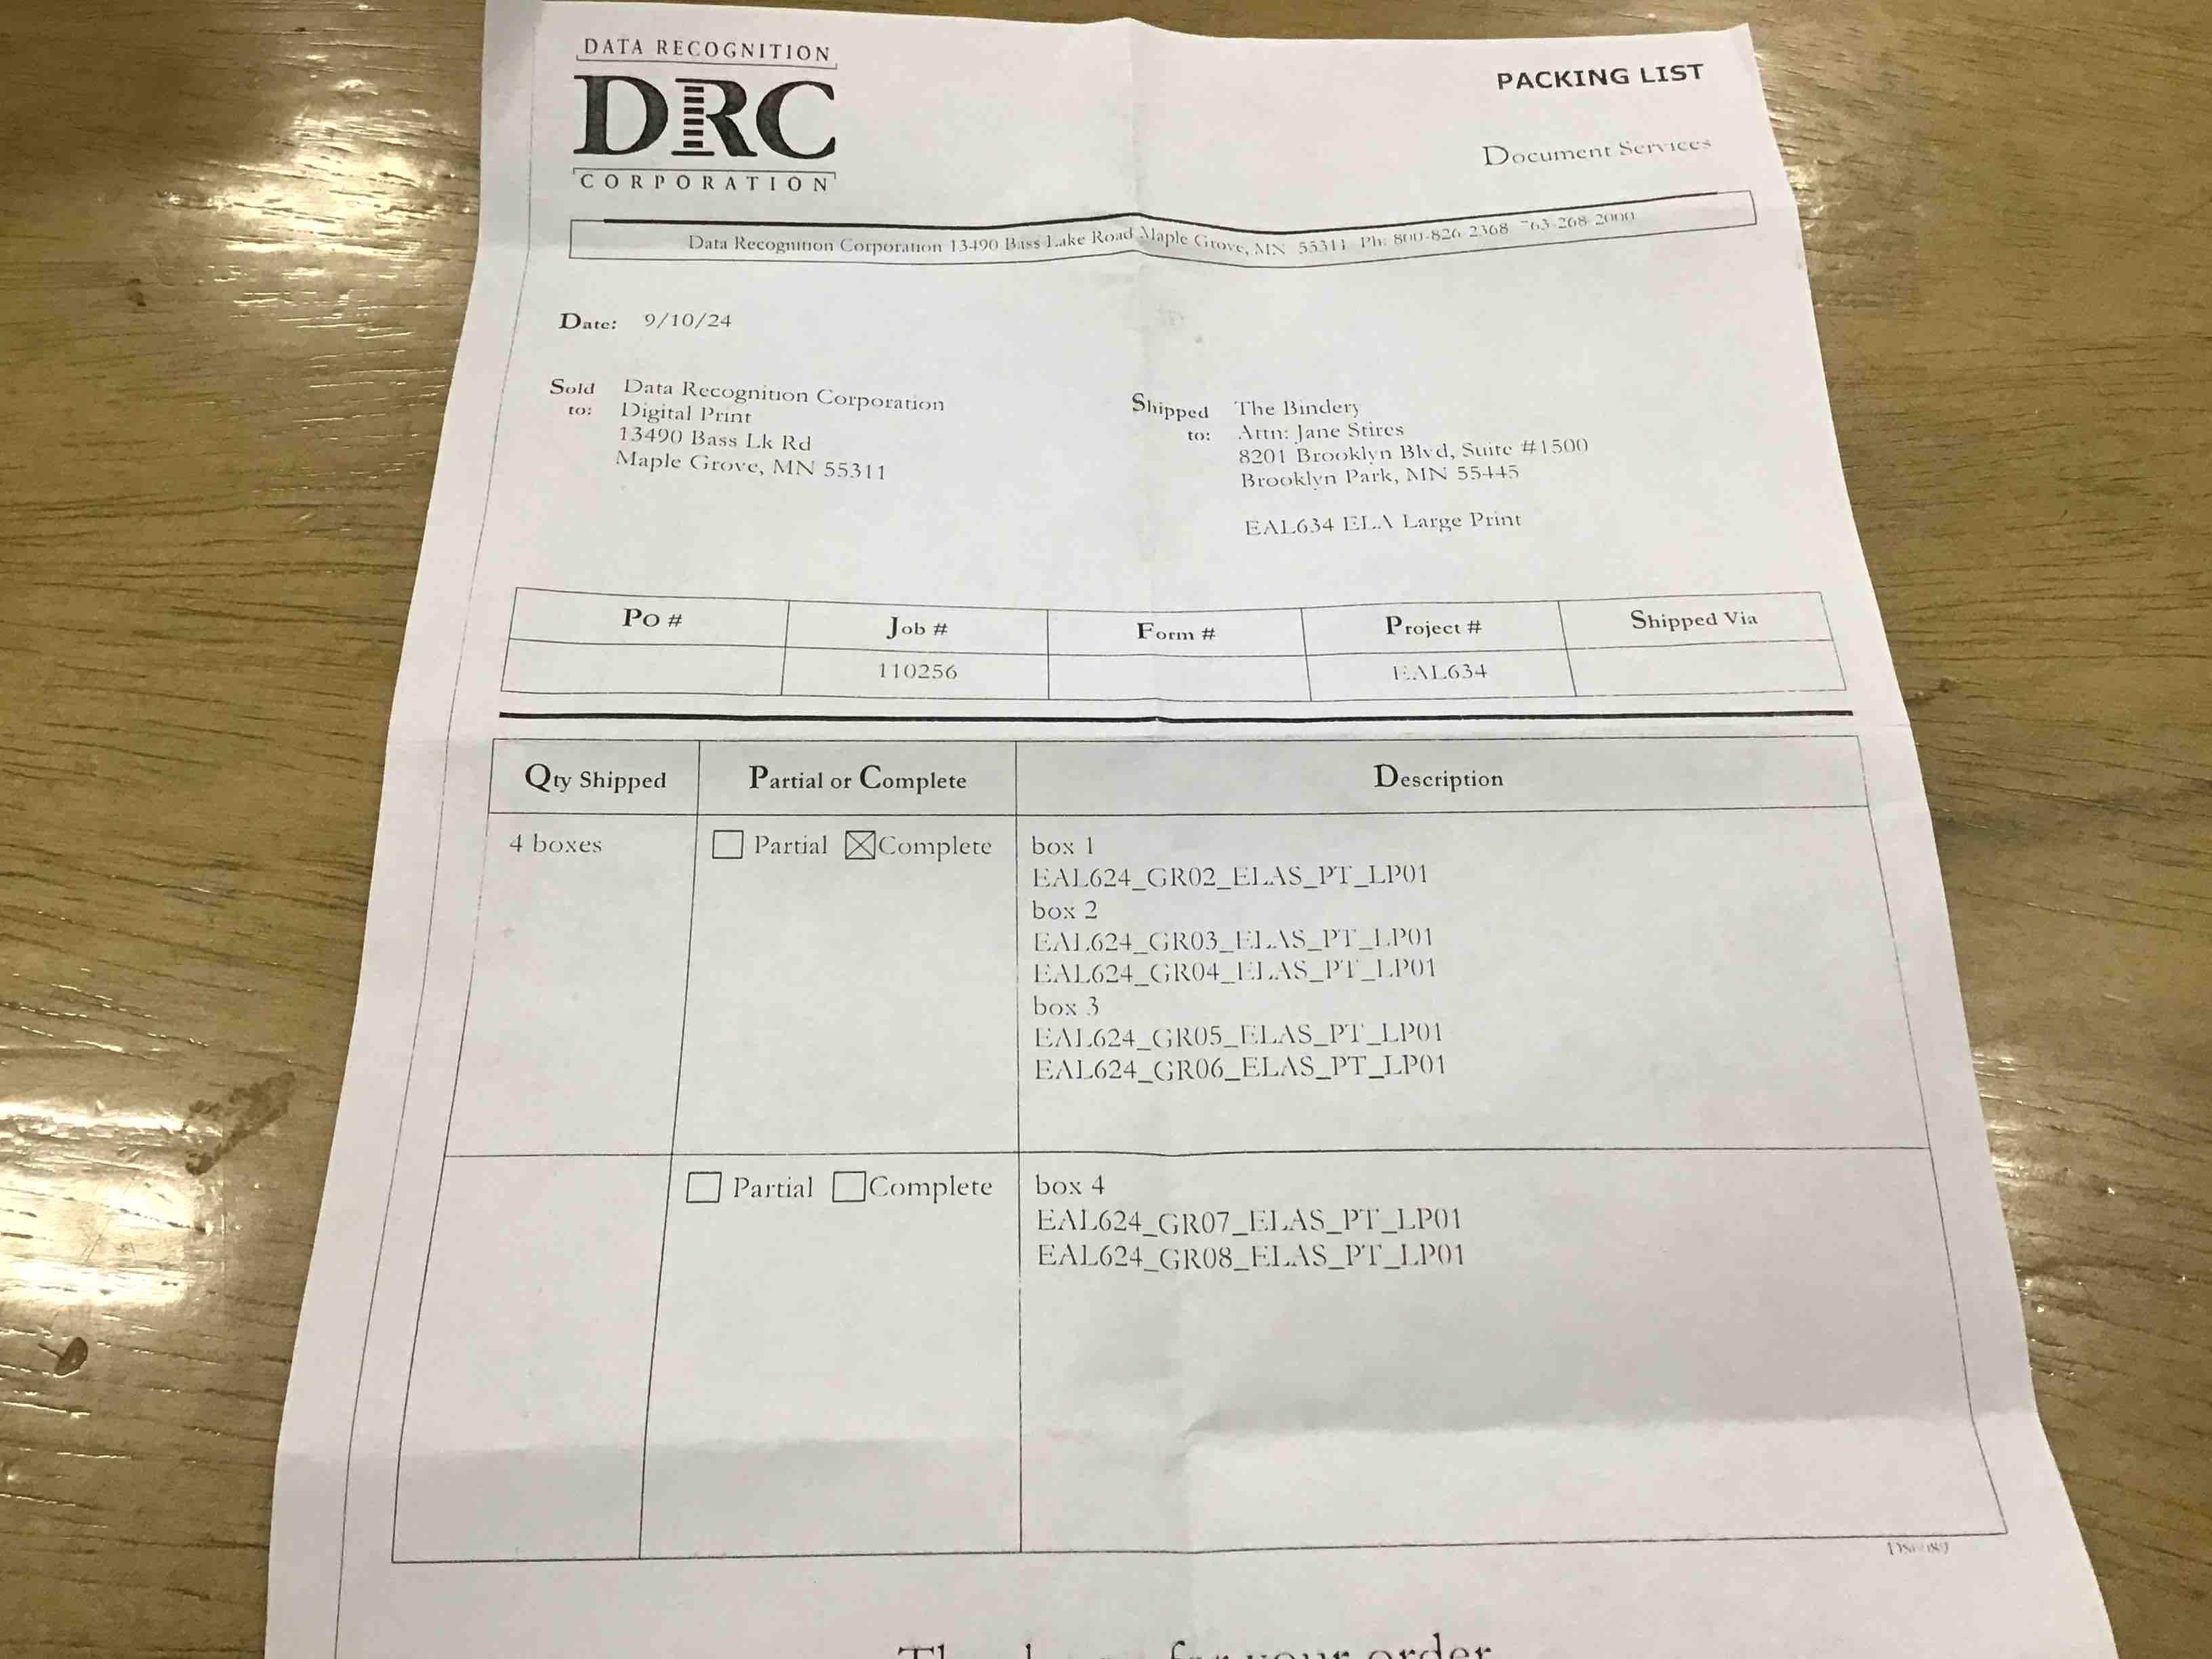 DATA RECOGNITION
DRC
CORPORATION
PACKING LIST
Document Services
Data Recognition Corporation 13490 Bass Lake Road Maple Grove, MN 55311 Ph: 800-826-2368 763-268-2000
Date: 9/10/24
Sold to: Data Recognition Corporation
Digital Print
13490 Bass Lk Rd
Maple Grove, MN 55311
Shipped to: The Bindery
Attn: Jane Stires
8201 Brooklyn Blvd, Suite #1500
Brooklyn Park, MN 55445
EAL634 ELA Large Print
PO # Job # Form # Project # Shipped Via
110256 EAL634
Qty Shipped Partial or Complete Description
4 boxes Partial Complete box 1
EAL624_GR02_ELAS_PT_LP01
box 2
EAL624_GR03_ELAS_PT_LP01
EAL624_GR04_ELAS_PT_LP01
box 3
EAL624_GR05_ELAS_PT_LP01
EAL624_GR06_ELAS_PT_LP01
Partial Complete box 4
EAL624_GR07_ELAS_PT_LP01
EAL624_GR08_ELAS_PT_LP01
Thank you for your order